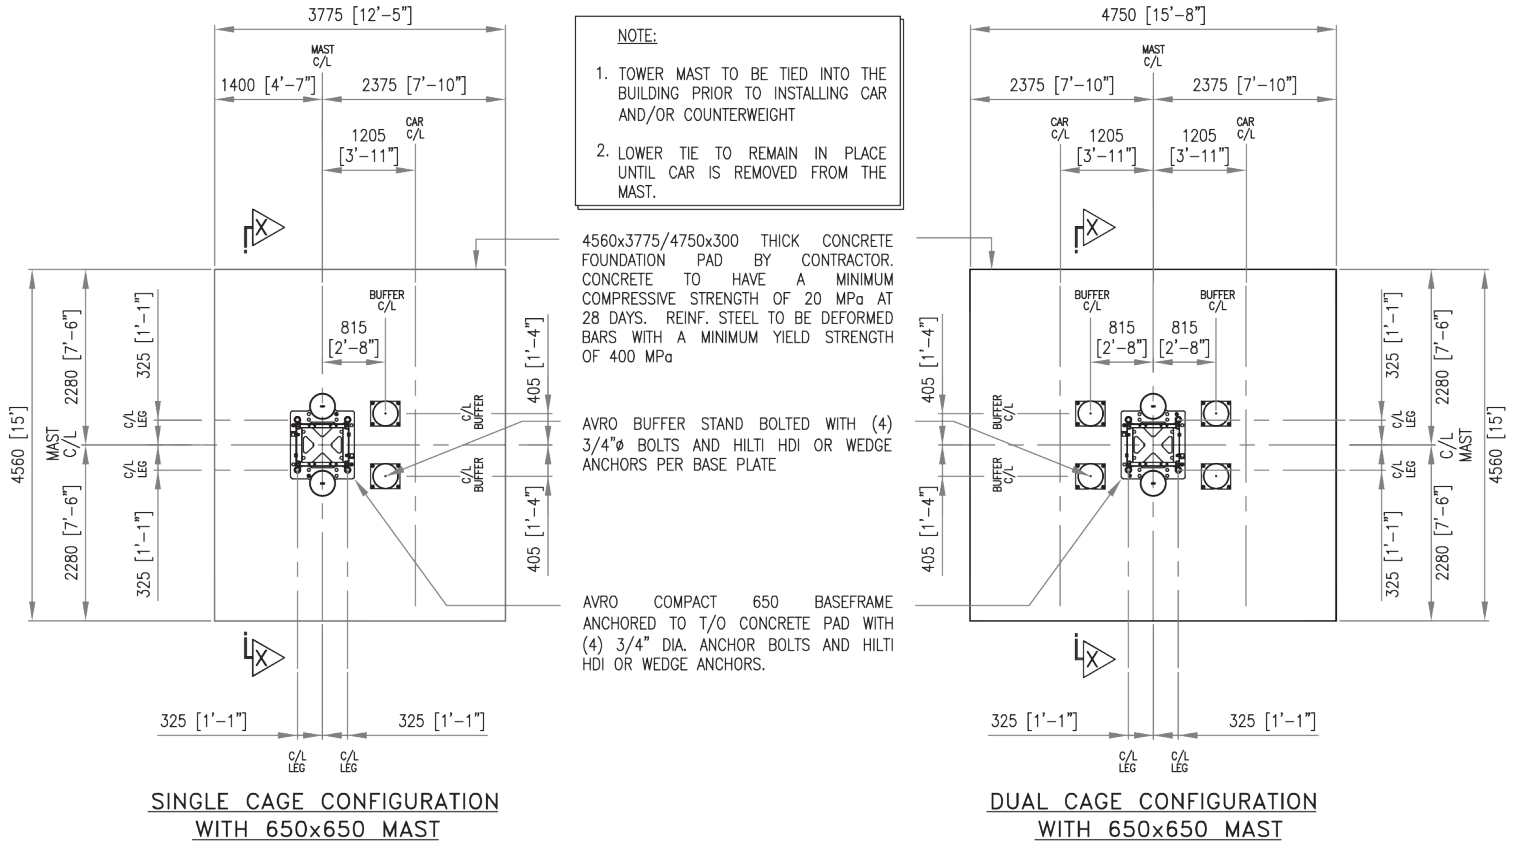 3775 [12'-5"]
MAST
C/L
1400 [4'-7"]
2375 [7'-10"]
1205
[3'-11"]
CAR
C/L
X
BUFFER
C/L
815
[2'-8"]
4560 [15']
2280 [7'-6"]
2280 [7'-6"]
MAST
C/L
325 [1'-1"]
325 [1'-1"]
C/L
LEG
C/L
LEG
405 [1'-4"]
405 [1'-4"]
C/L
BUFFER
C/L
BUFFER
X
325 [1'-1"]
325 [1'-1"]
C/L
LEG
C/L
LEG
SINGLE CAGE CONFIGURATION
WITH 650x650 MAST
NOTE:
1. TOWER MAST TO BE TIED INTO THE
BUILDING PRIOR TO INSTALLING CAR
AND/OR COUNTERWEIGHT
2. LOWER TIE TO REMAIN IN PLACE
UNTIL CAR IS REMOVED FROM THE
MAST.
4560x3775/4750x300 THICK CONCRETE
FOUNDATION PAD BY CONTRACTOR.
CONCRETE TO HAVE A MINIMUM
COMPRESSIVE STRENGTH OF 20 MPa AT
28 DAYS. REINF. STEEL TO BE DEFORMED
BARS WITH A MINIMUM YIELD STRENGTH
OF 400 MPa
AVRO BUFFER STAND BOLTED WITH (4)
3/4"ø BOLTS AND HILTI HDI OR WEDGE
ANCHORS PER BASE PLATE
AVRO COMPACT 650 BASEFRAME
ANCHORED TO T/O CONCRETE PAD WITH
(4) 3/4" DIA. ANCHOR BOLTS AND HILTI
HDI OR WEDGE ANCHORS.
4750 [15'-8"]
MAST
C/L
2375 [7'-10"]
2375 [7'-10"]
CAR
C/L
1205
[3'-11"]
1205
[3'-11"]
CAR
C/L
X
BUFFER
C/L
BUFFER
C/L
815
[2'-8"]
815
[2'-8"]
405 [1'-4"]
405 [1'-4"]
BUFFER
C/L
BUFFER
C/L
325 [1'-1"]
325 [1'-1"]
C/L
LEG
C/L
LEG
2280 [7'-6"]
2280 [7'-6"]
C/L
MAST
4560 [15']
X
325 [1'-1"]
325 [1'-1"]
C/L
LEG
C/L
LEG
DUAL CAGE CONFIGURATION
WITH 650x650 MAST